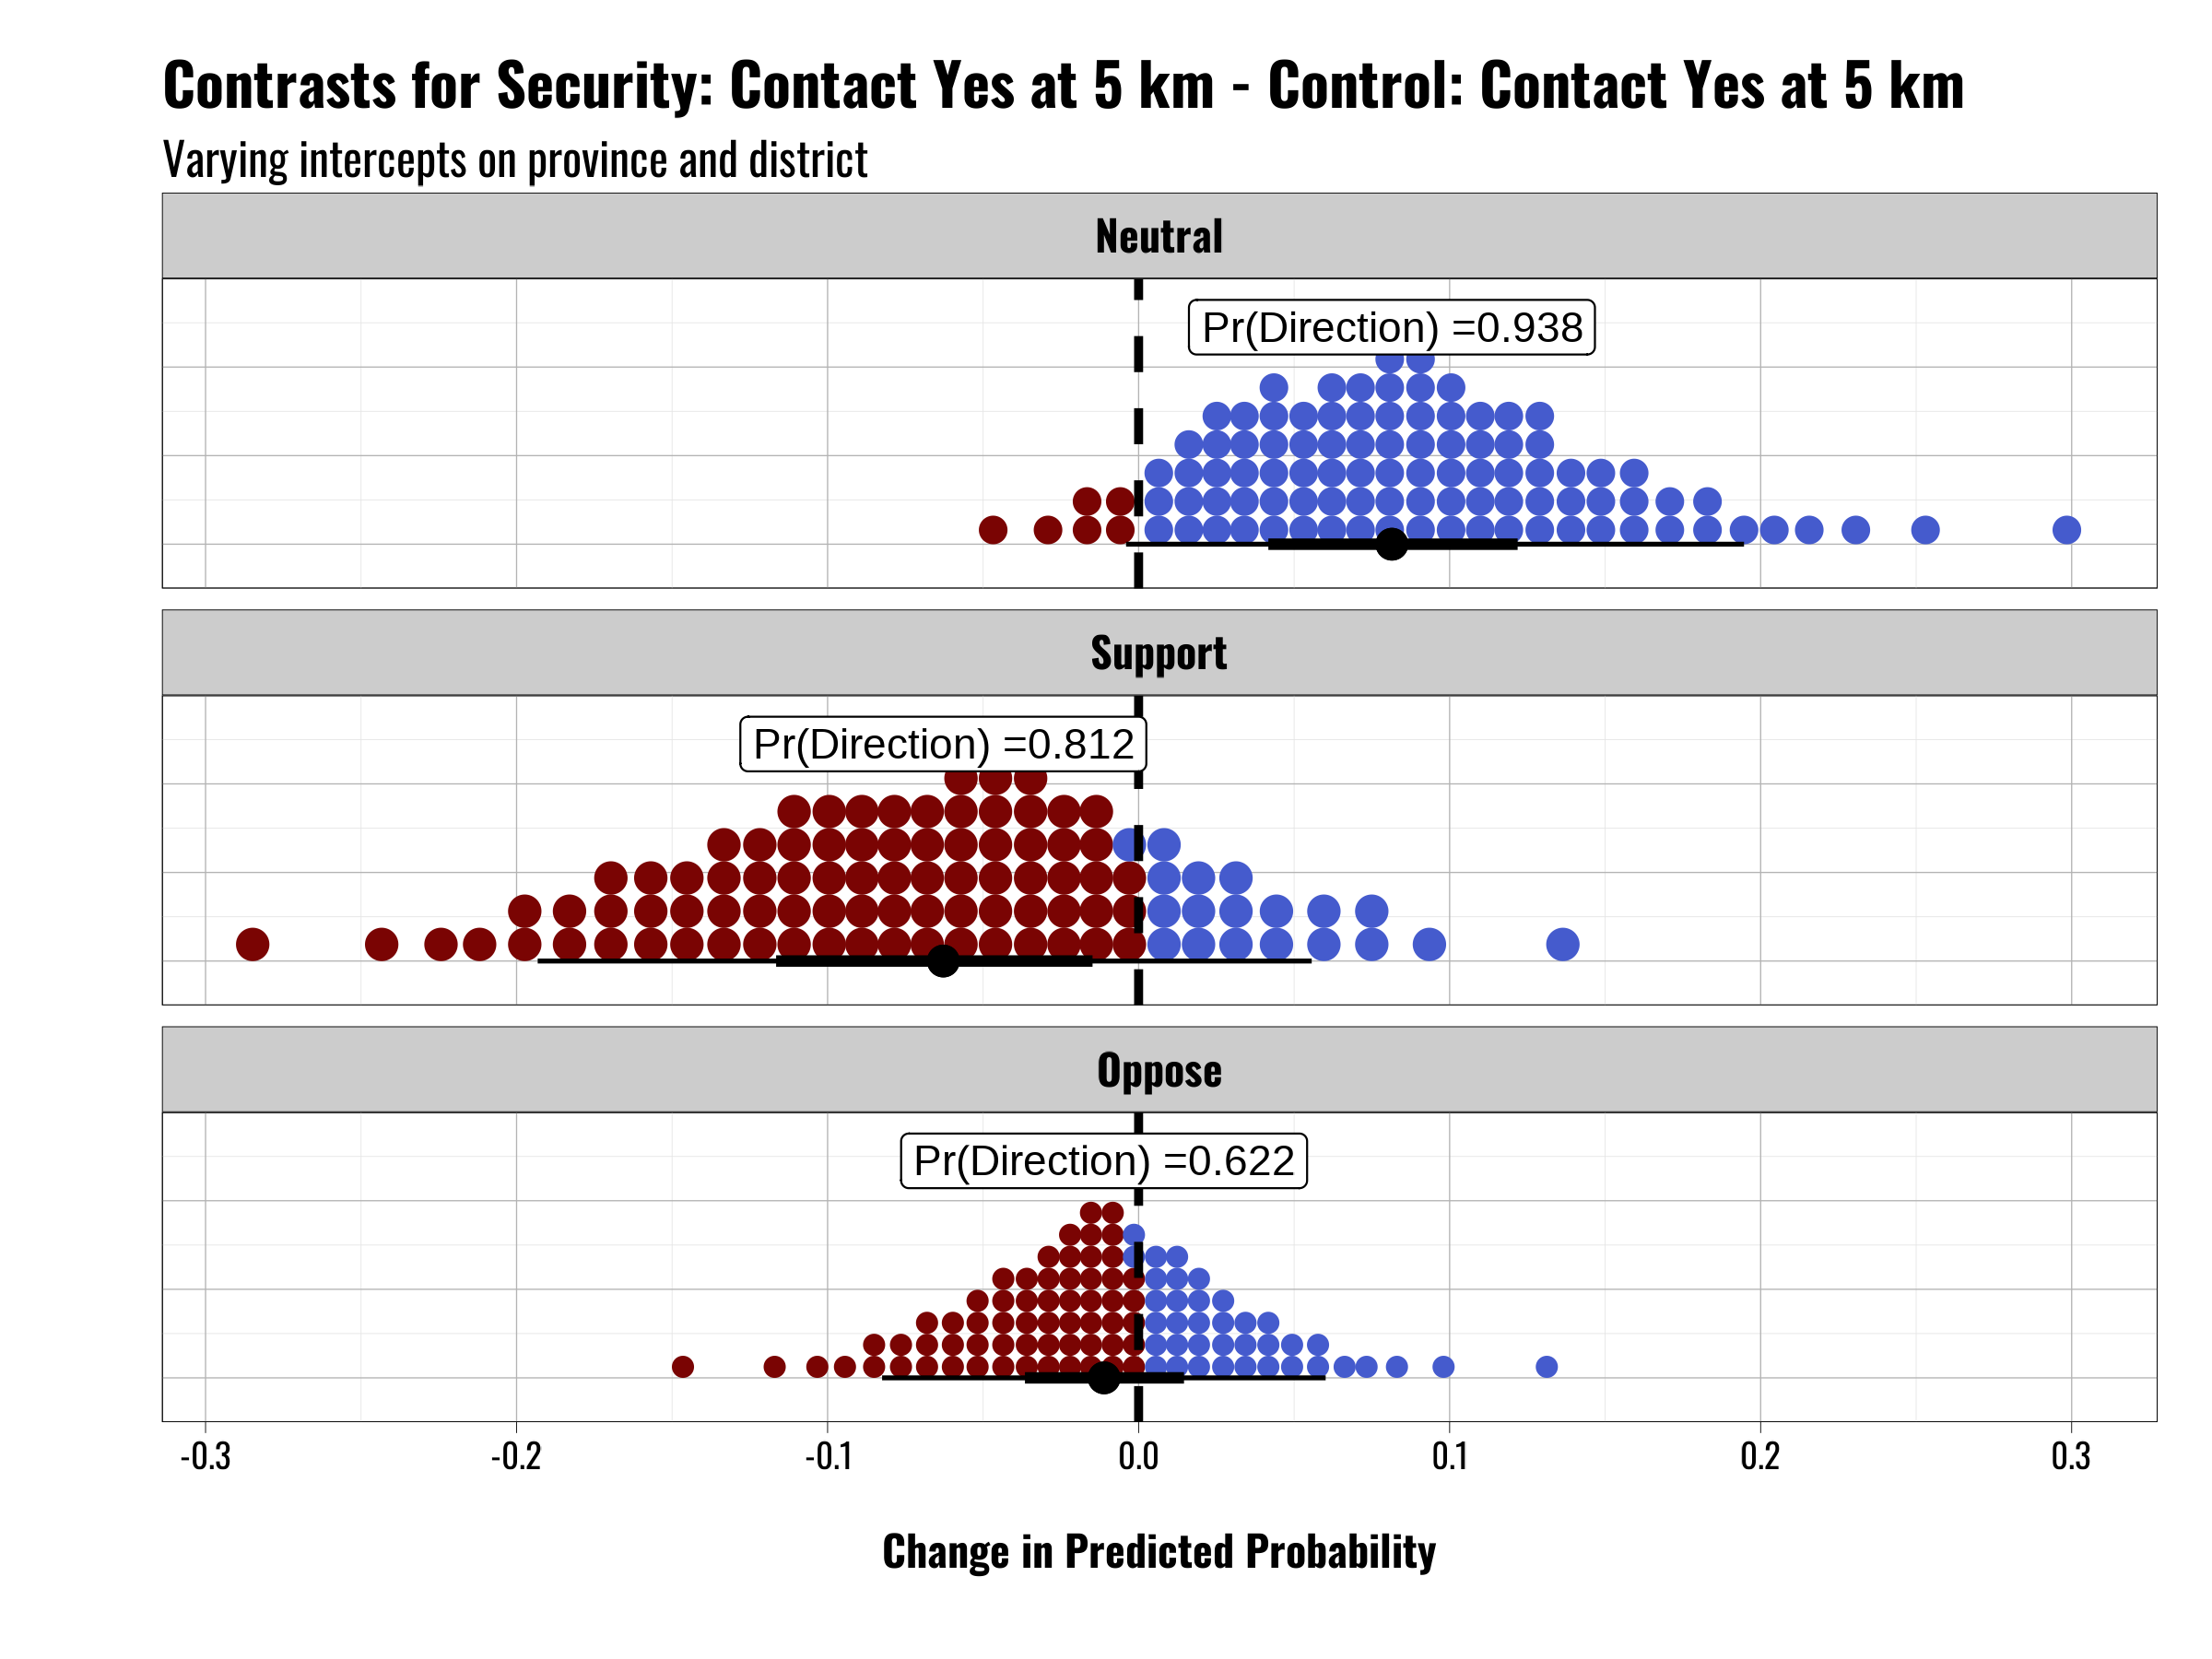 Contrasts for Security: Contact Yes at 5 km - Control: Contact Yes at 5 km
Varying intercepts on province and district
Neutral
Pr(Direction) =0.938
Support
Pr(Direction) =0.812
Oppose
Pr(Direction) =0.622
-0.3 -0.2 -0.1 0.0 0.1 0.2 0.3
Change in Predicted Probability